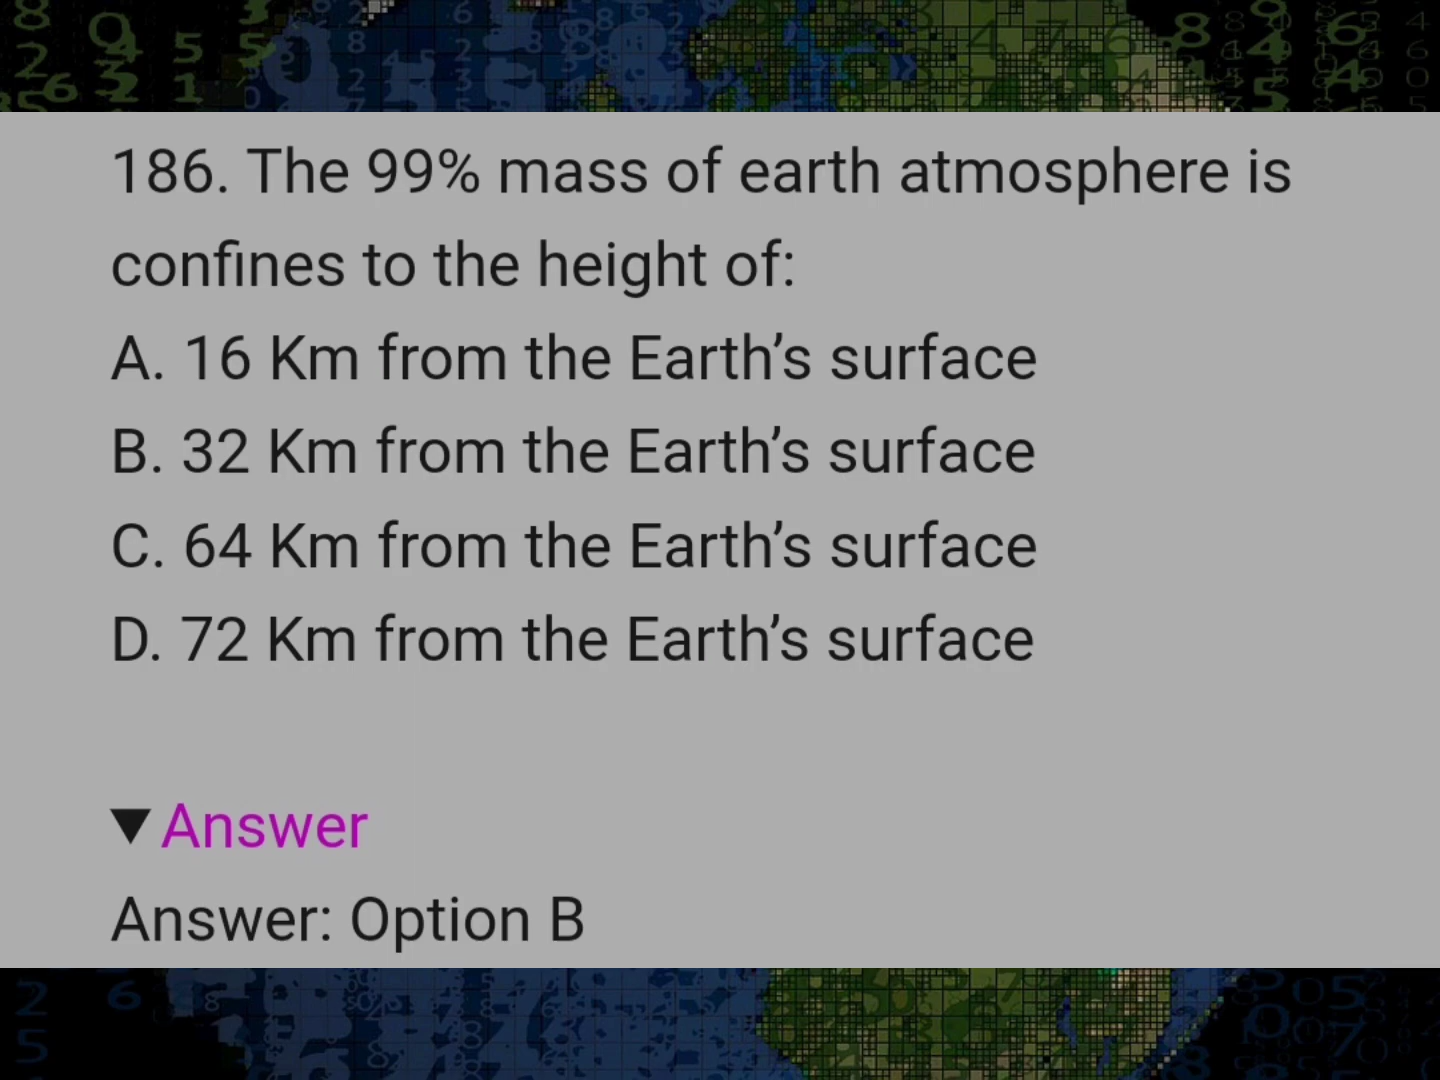 186. The 99% mass of earth atmosphere is
confines to the height of:
A. 16 Km from the Earth’s surface
B. 32 Km from the Earth’s surface
C. 64 Km from the Earth’s surface
D. 72 Km from the Earth’s surface
▼ Answer
Answer: Option B